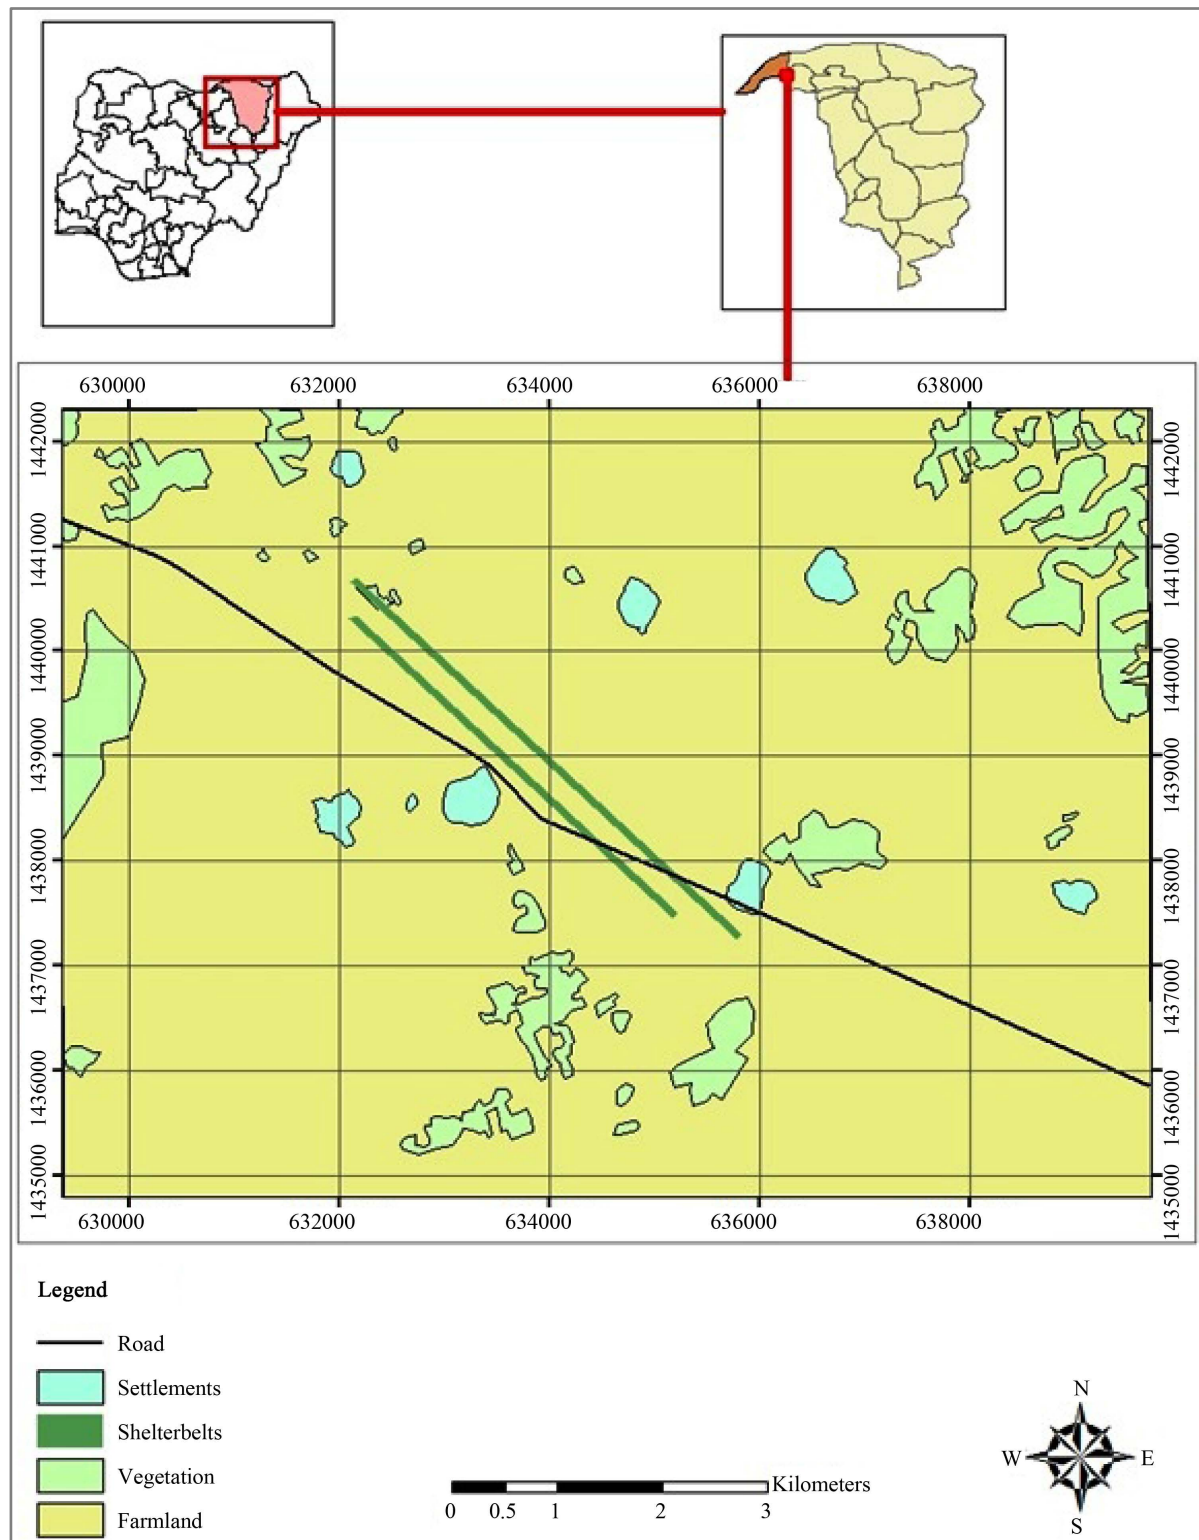 630000 632000 634000 636000 638000
1442000 1442000
1441000 1441000
1440000 1440000
1439000 1439000
1438000 1438000
1437000 1437000
1436000 1436000
1435000 1435000
630000 632000 634000 636000 638000
Legend
Road
Settlements
Shelterbelts
Vegetation
Farmland
0 0.5 1 2 3 Kilometers
N
W E
S